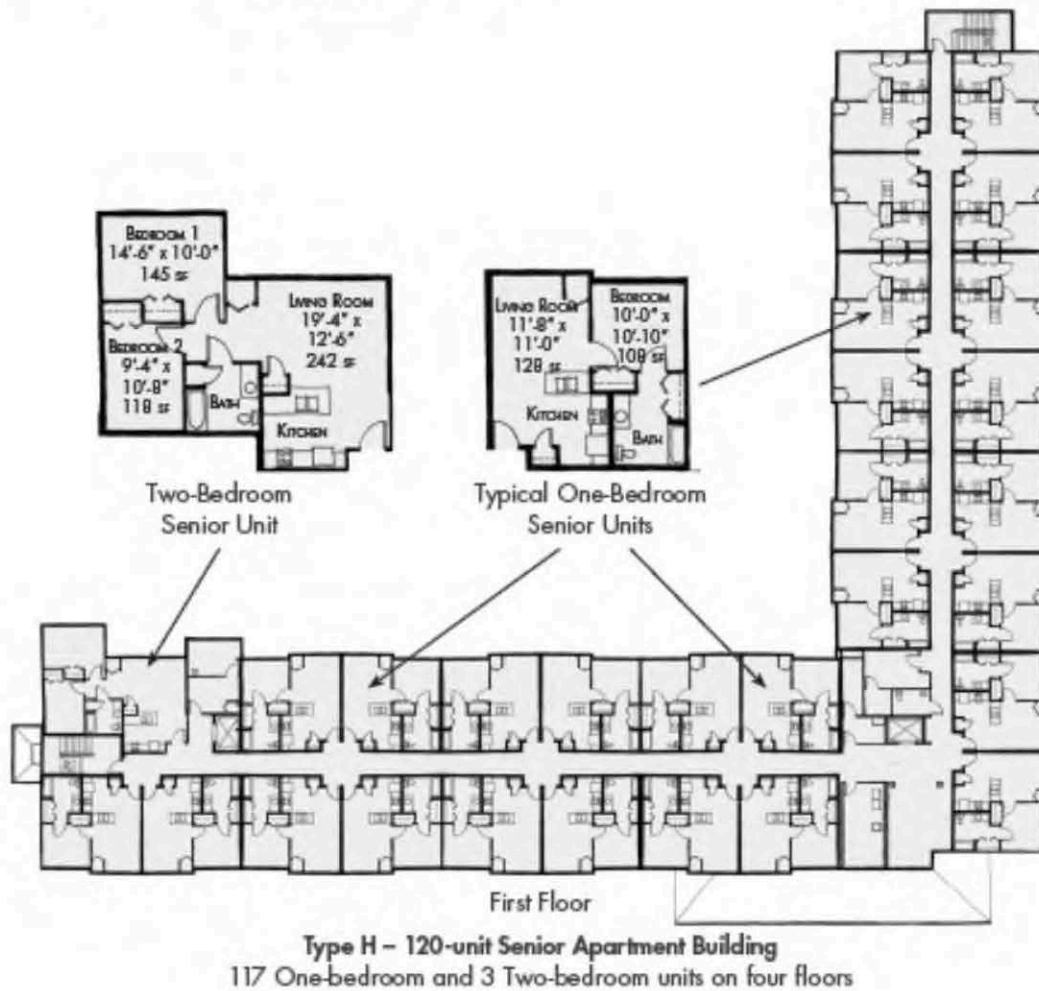 BEDROOM 1
14'-6" x 10'-0"
145 SF
LIVING ROOM
19'-4" x
12'-6"
242 SF
BEDROOM 2
9'-4" x
10'-8"
118 SF
BATH
KITCHEN
LIVING ROOM
11'-8" x
11'-0"
128 SF
BEDROOM
10'-0" x
10'-10"
108 SF
KITCHEN
BATH
Two-Bedroom
Senior Unit
Typical One-Bedroom
Senior Units
First Floor
Type H – 120-unit Senior Apartment Building
117 One-bedroom and 3 Two-bedroom units on four floors